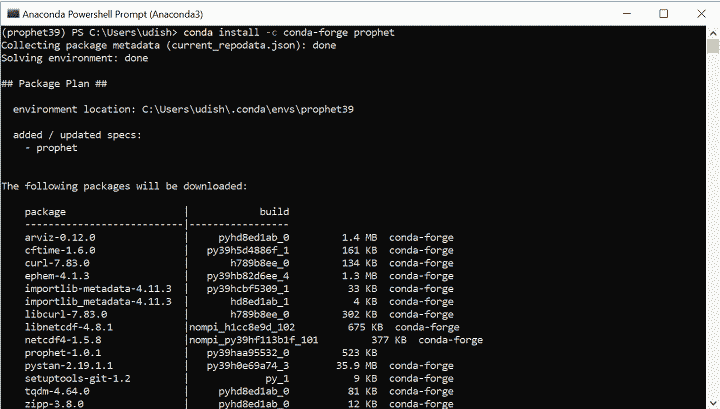 Anaconda Powershell Prompt (Anaconda3)
(prophet39) PS C:\Users\udish> conda install -c conda-forge prophet
Collecting package metadata (current_repodata.json): done
Solving environment: done
## Package Plan ##
environment location: C:\Users\udish\.conda\envs\prophet39
added / updated specs:
- prophet
The following packages will be downloaded:
package | build
---------------------------|-----------------
arviz-0.12.0 | pyhd8ed1ab_0 1.4 MB conda-forge
cftime-1.6.0 | py39h5d4886f_1 161 KB conda-forge
curl-7.83.0 | h789b8ee_0 134 KB conda-forge
ephem-4.1.3 | py39hb82d6ee_4 1.3 MB conda-forge
importlib-metadata-4.11.3 | py39hcbf5309_1 33 KB conda-forge
importlib_metadata-4.11.3 | hd8ed1ab_1 4 KB conda-forge
libcurl-7.83.0 | h789b8ee_0 302 KB conda-forge
libnetcdf-4.8.1 |nompi_h1cc8e9d_102 675 KB conda-forge
netcdf4-1.5.8 |nompi_py39hf113b1f_101 377 KB conda-forge
prophet-1.0.1 | py39haa95532_0 523 KB
pystan-2.19.1.1 | py39h0e69a74_3 35.9 MB conda-forge
setuptools-git-1.2 | py_1 9 KB conda-forge
tqdm-4.64.0 | pyhd8ed1ab_0 81 KB conda-forge
zipp-3.8.0 | pyhd8ed1ab_0 12 KB conda-forge